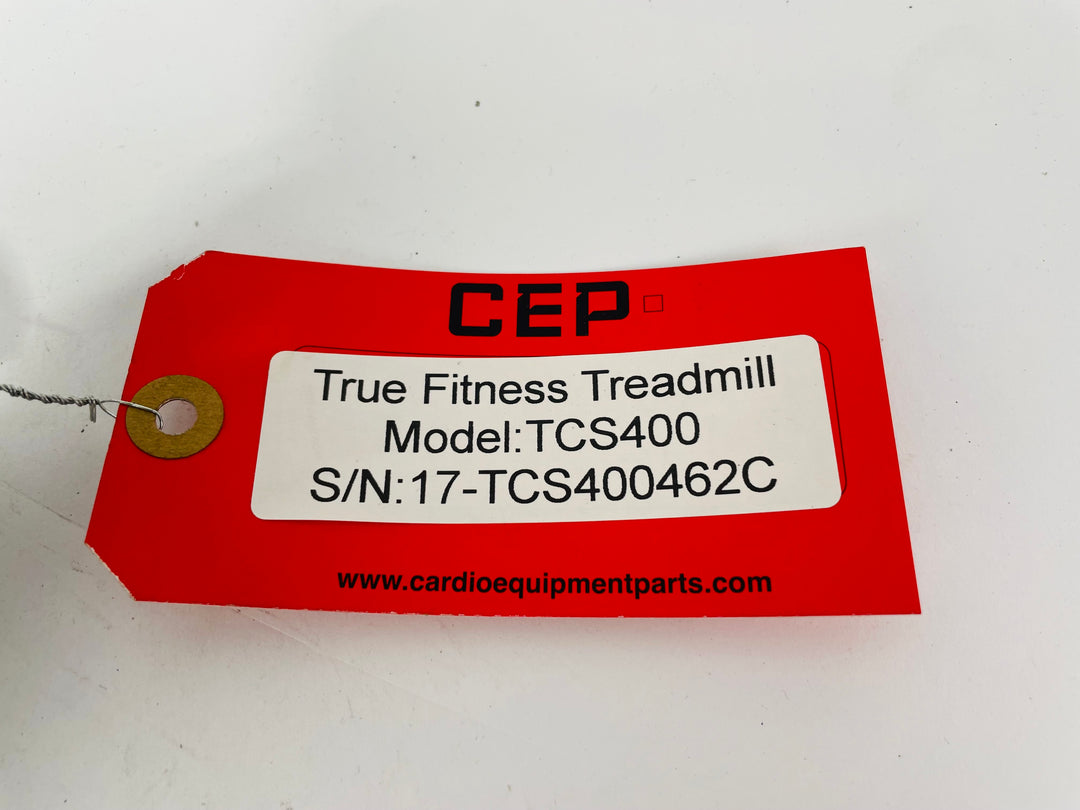 CEP
True Fitness Treadmill
Model:TCS400
S/N:17-TCS400462C
www.cardioequipmentparts.com